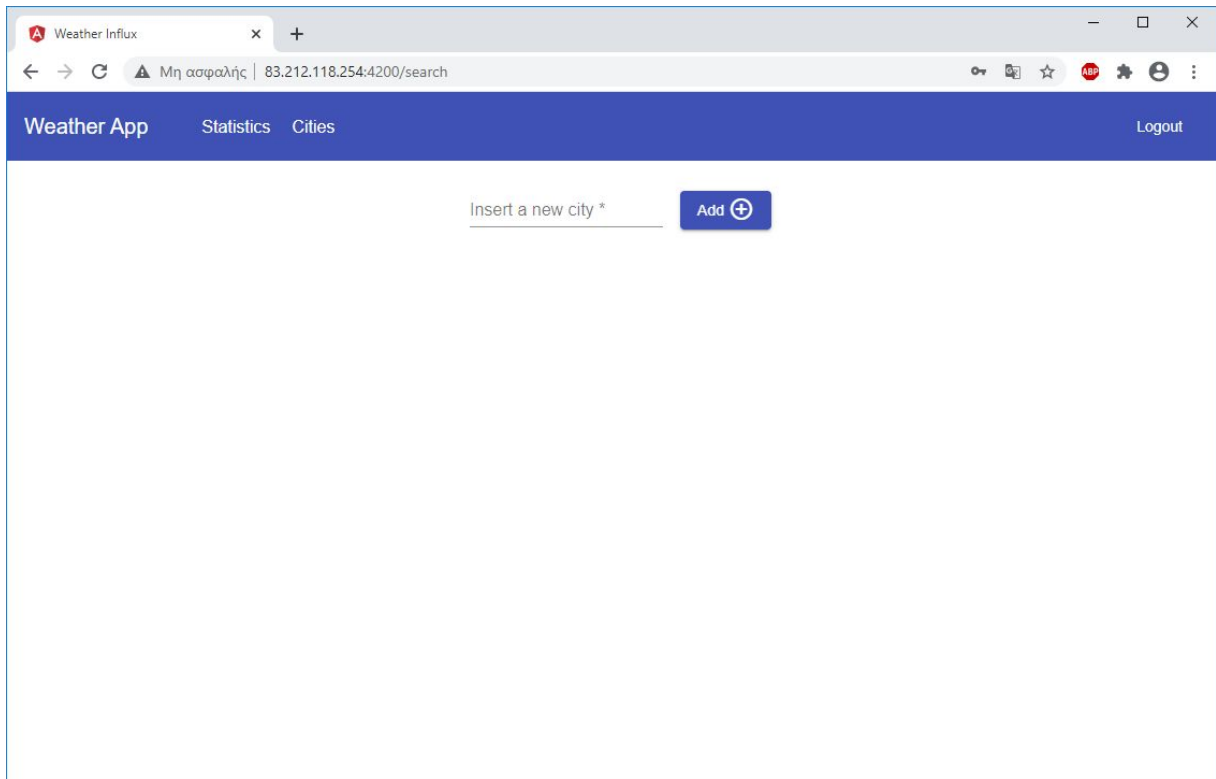 Weather Influx
Μη ασφαλής | 83.212.118.254:4200/search
ABP
Weather App Statistics Cities Logout
Insert a new city * Add